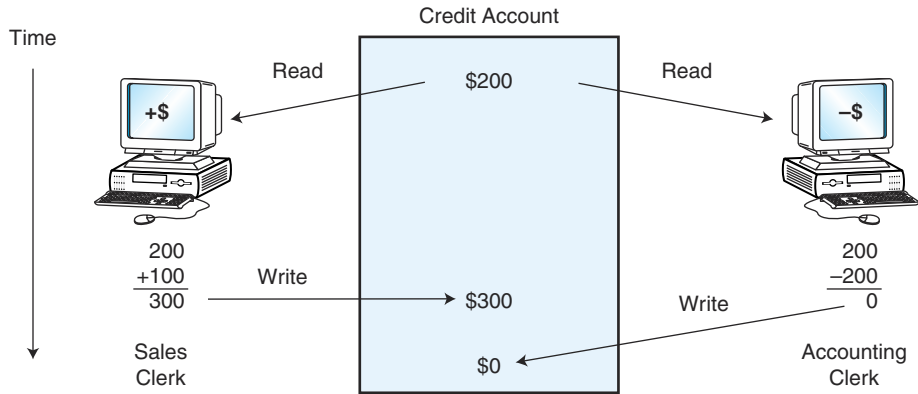 Credit Account
Time
Read
$200
Read
+$
–$
200
+100
300
Write
$300
200
–200
0
Write
$0
Sales
Clerk
Accounting
Clerk